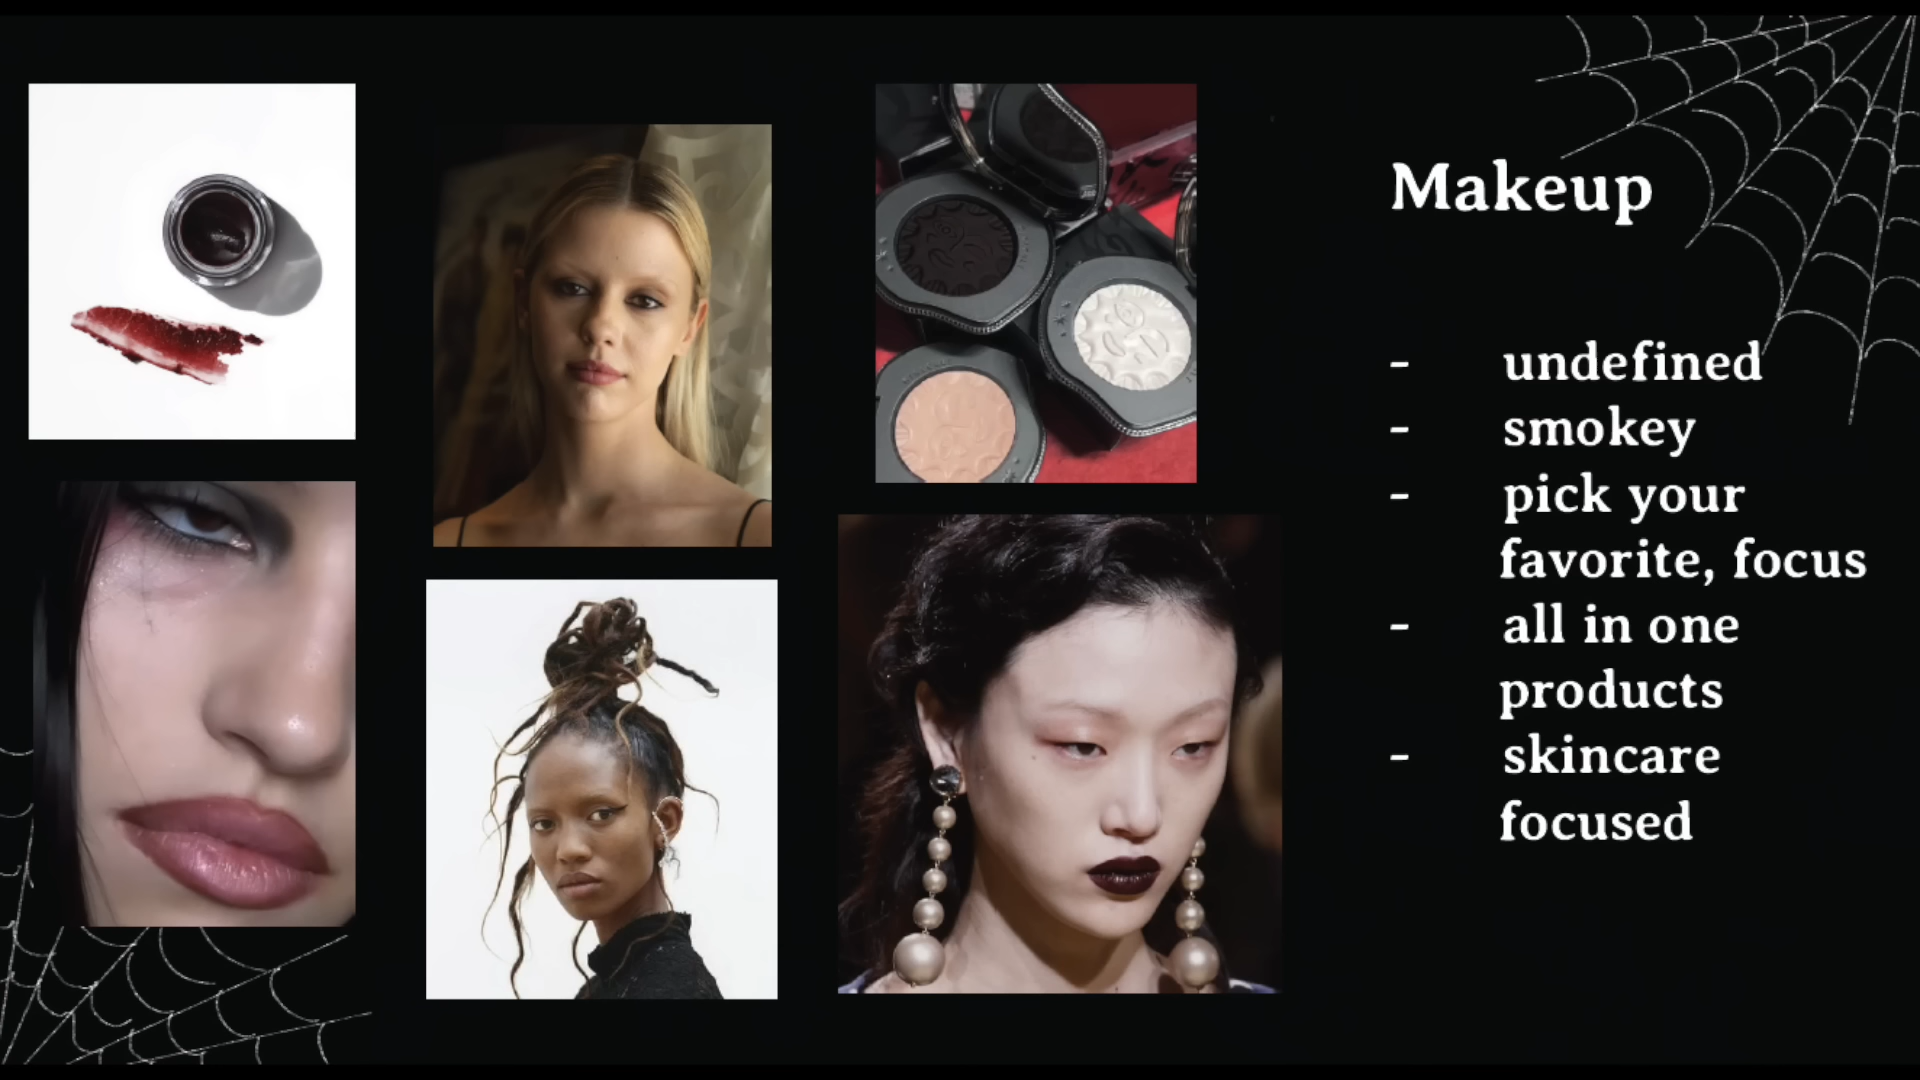 Makeup
- undefined
- smokey
- pick your
favorite, focus
- all in one
products
- skincare
focused